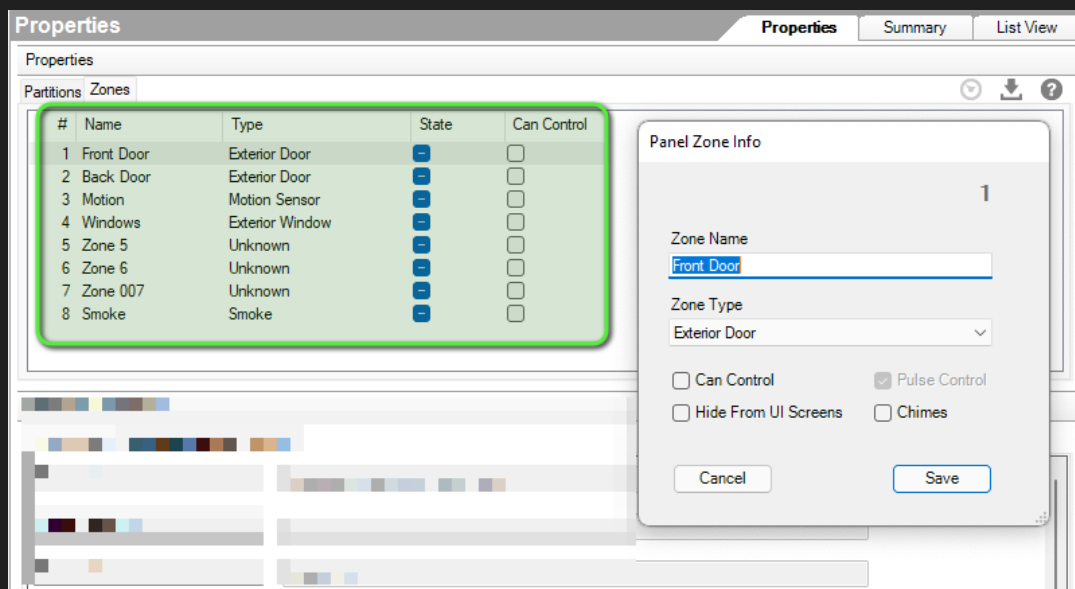 Properties
Properties Summary List View
Properties
Partitions Zones
# Name Type State Can Control
1 Front Door Exterior Door
2 Back Door Exterior Door
3 Motion Motion Sensor
4 Windows Exterior Window
5 Zone 5 Unknown
6 Zone 6 Unknown
7 Zone 007 Unknown
8 Smoke Smoke
Panel Zone Info
1
Zone Name
Front Door
Zone Type
Exterior Door
Can Control Pulse Control
Hide From UI Screens Chimes
Cancel Save